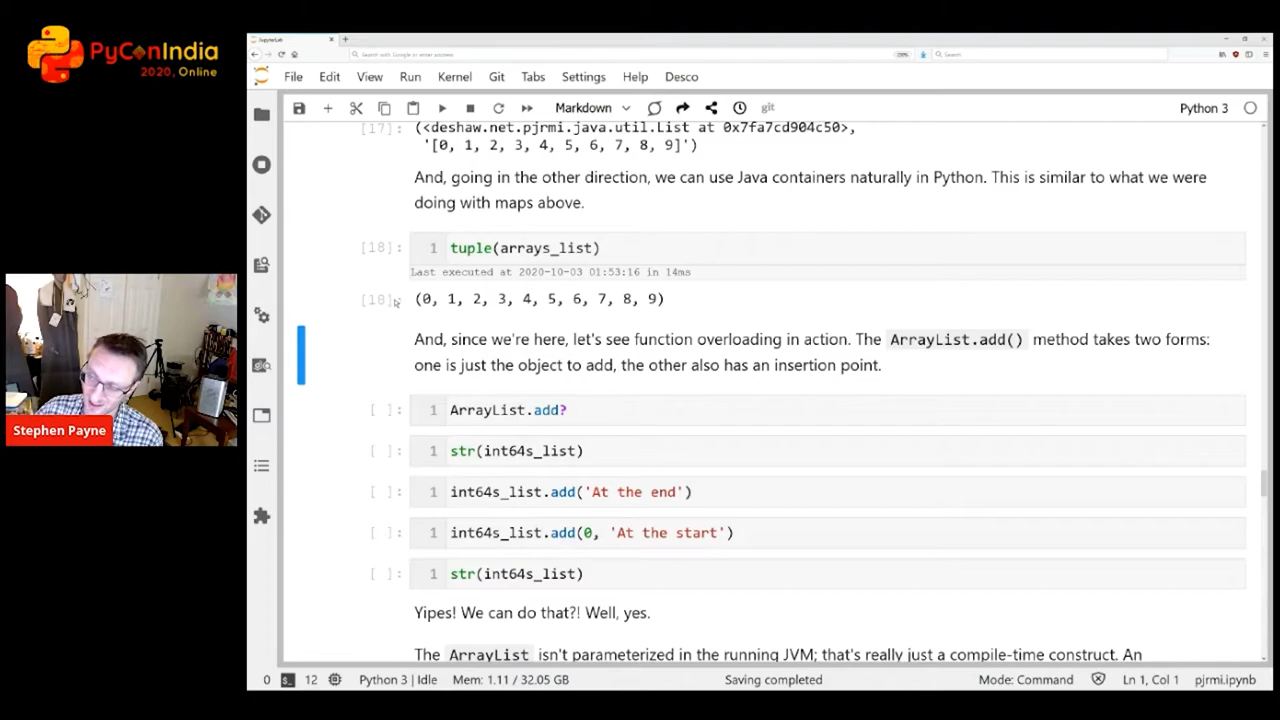 PyConIndia
2020, Online
JupyterLab
Search with Google or enter address
Search
File Edit View Run Kernel Git Tabs Settings Help Desco
Markdown
git
Python 3
[17]: (<deshaw.net.pjrmi.java.util.List at 0x7fa7cd904c50>,
'[0, 1, 2, 3, 4, 5, 6, 7, 8, 9]')
And, going in the other direction, we can use Java containers naturally in Python. This is similar to what we were
doing with maps above.
[18]: 1 tuple(arrays_list)
Last executed at 2020-10-03 01:53:16 in 14ms
[18]: (0, 1, 2, 3, 4, 5, 6, 7, 8, 9)
And, since we're here, let's see function overloading in action. The ArrayList.add() method takes two forms:
one is just the object to add, the other also has an insertion point.
[ ]: 1 ArrayList.add?
[ ]: 1 str(int64s_list)
[ ]: 1 int64s_list.add('At the end')
[ ]: 1 int64s_list.add(0, 'At the start')
[ ]: 1 str(int64s_list)
Yipes! We can do that?! Well, yes.
The ArrayList isn't parameterized in the running JVM; that's really just a compile-time construct. An
Stephen Payne
0 12 Python 3 | Idle Mem: 1.11 / 32.05 GB Saving completed Mode: Command Ln 1, Col 1 pjrmi.ipynb